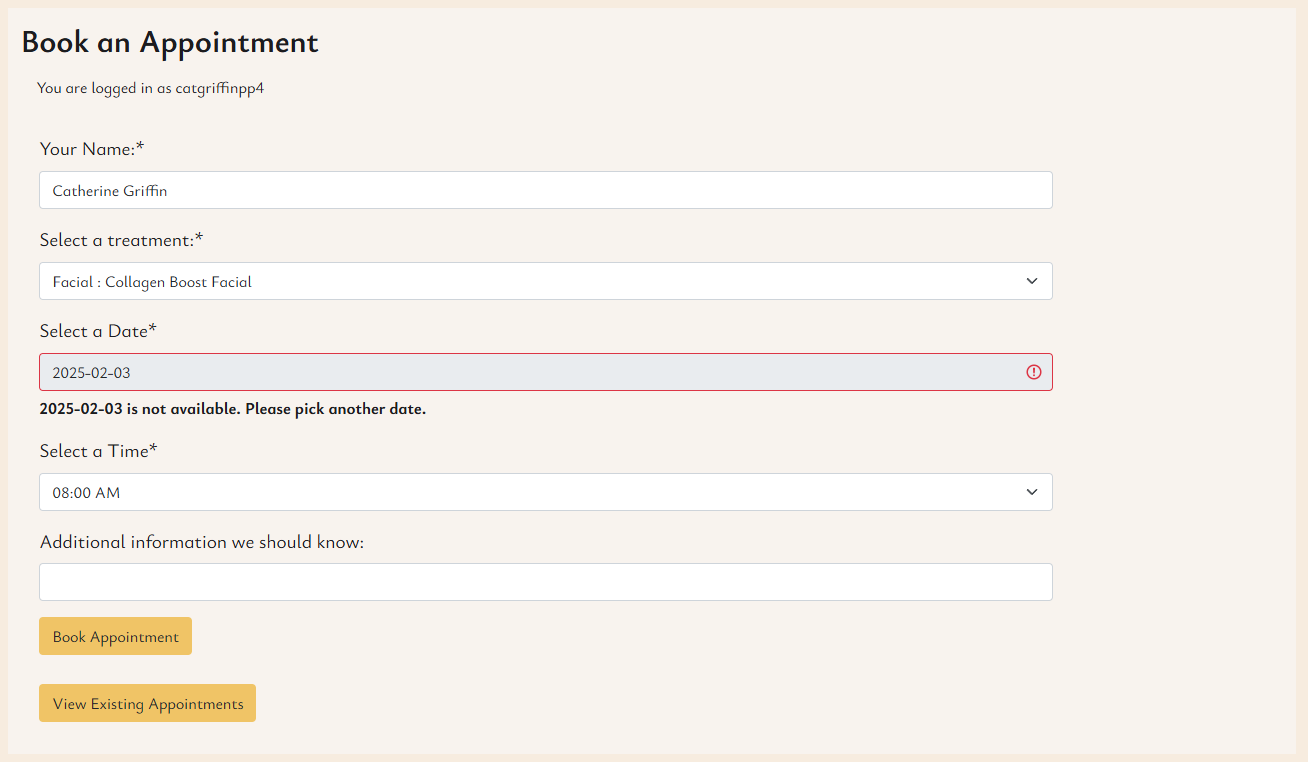 Book an Appointment
You are logged in as catgriffinpp4
Your Name:*
Catherine Griffin
Select a treatment:*
Facial : Collagen Boost Facial
Select a Date*
2025-02-03
2025-02-03 is not available. Please pick another date.
Select a Time*
08:00 AM
Additional information we should know:
Book Appointment
View Existing Appointments